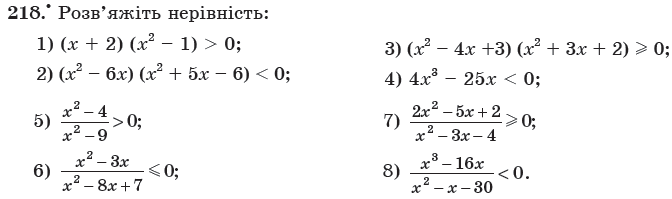 218.• Розв’яжіть нерівність:
1) (x + 2) (x² − 1) > 0;
2) (x² − 6x) (x² + 5x − 6) < 0;
3) (x² − 4x +3) (x² + 3x + 2) ⩾ 0;
4) 4x³ − 25x < 0;
5) (x² − 4)/(x² − 9) > 0;
6) (x² − 3x)/(x² − 8x + 7) ⩽ 0;
7) (2x² − 5x + 2)/(x² − 3x − 4) ⩾ 0;
8) (x³ − 16x)/(x² − x − 30) < 0.